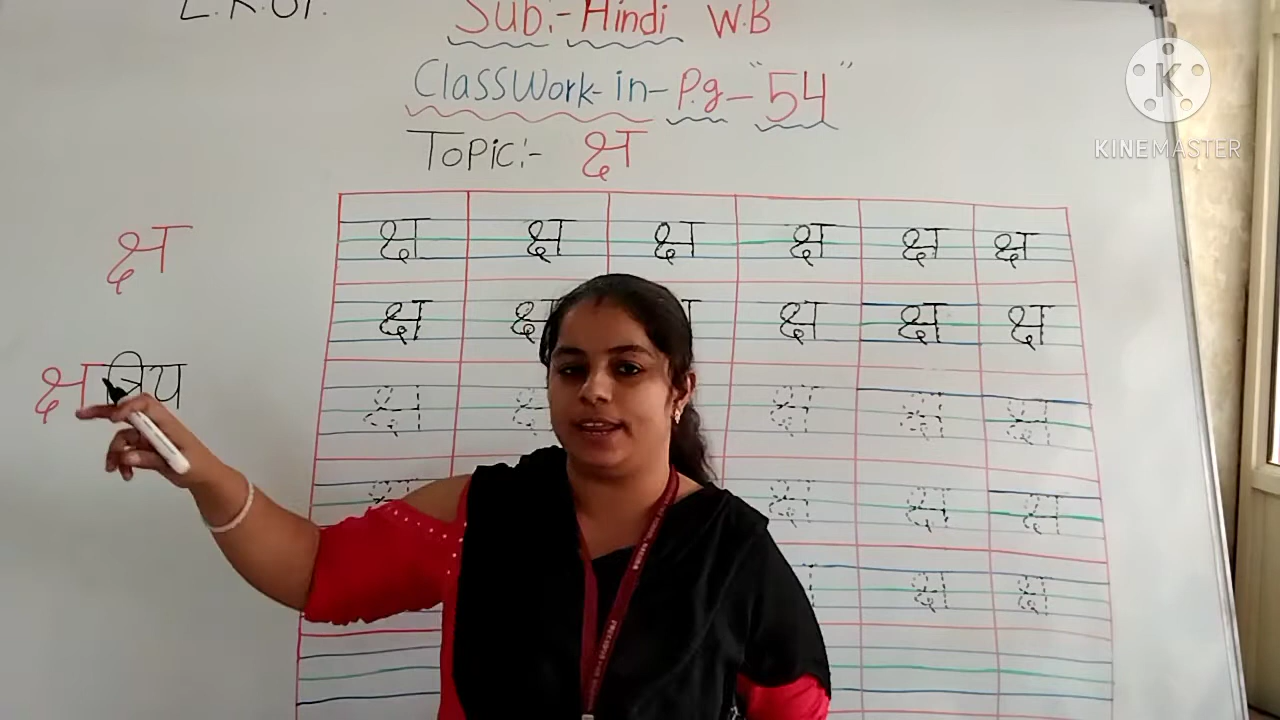 L.K.G.
Sub:- Hindi W.B
ClassWork-in-P.g-"54"
Topic:- क्ष
K
KINEMASTER
क्ष
क्षत्रिय
क्ष क्ष क्ष क्ष क्ष क्ष
क्ष क्ष क्ष क्ष क्ष
क्ष क्ष क्ष क्ष क्ष
क्ष क्ष क्ष क्ष
क्ष क्ष